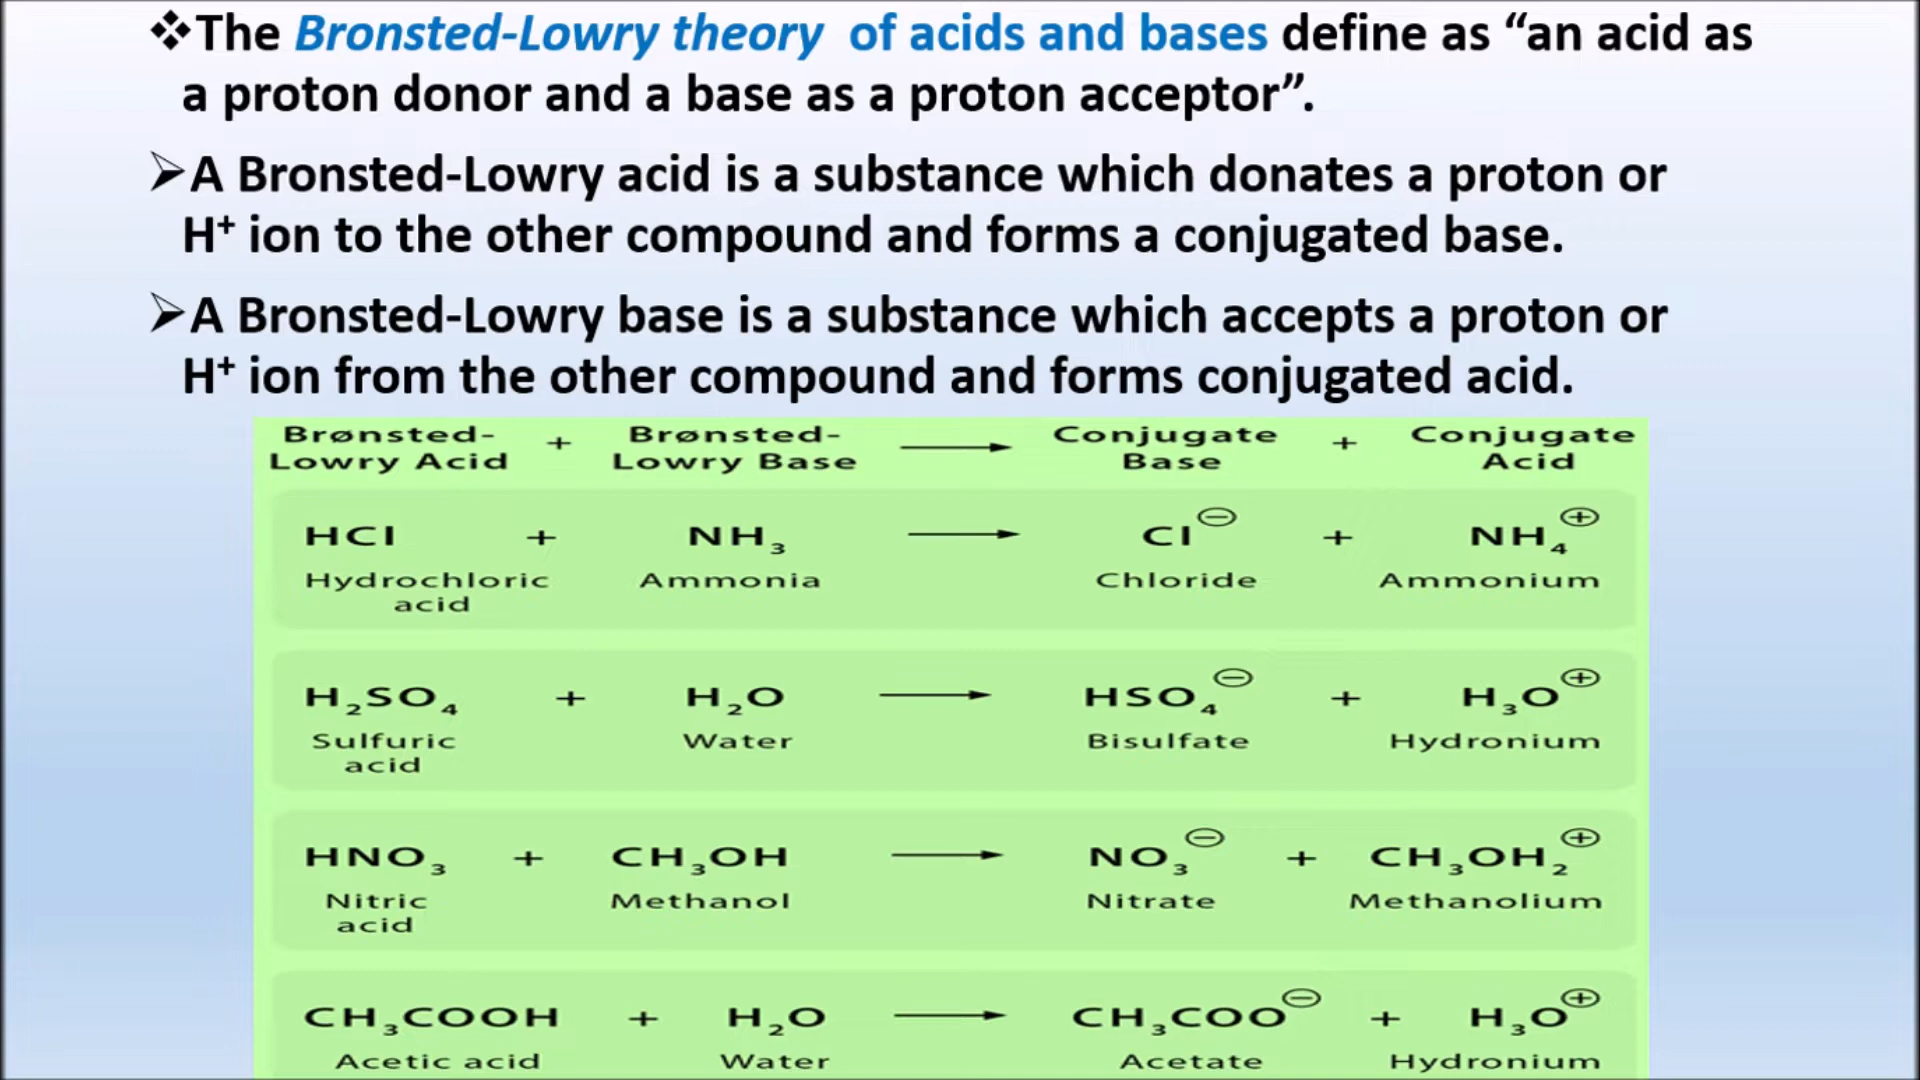 ❖The Bronsted-Lowry theory of acids and bases define as “an acid as
a proton donor and a base as a proton acceptor”.
➢A Bronsted-Lowry acid is a substance which donates a proton or
H⁺ ion to the other compound and forms a conjugated base.
➢A Bronsted-Lowry base is a substance which accepts a proton or
H⁺ ion from the other compound and forms conjugated acid.
Brønsted- + Brønsted- → Conjugate + Conjugate
Lowry Acid Lowry Base Base Acid
HCl + NH₃ → Cl⊖ + NH₄⊕
Hydrochloric Ammonia Chloride Ammonium
acid
H₂SO₄ + H₂O → HSO₄⊖ + H₃O⊕
Sulfuric Water Bisulfate Hydronium
acid
HNO₃ + CH₃OH → NO₃⊖ + CH₃OH₂⊕
Nitric Methanol Nitrate Methanolium
acid
CH₃COOH + H₂O → CH₃COO⊖ + H₃O⊕
Acetic acid Water Acetate Hydronium